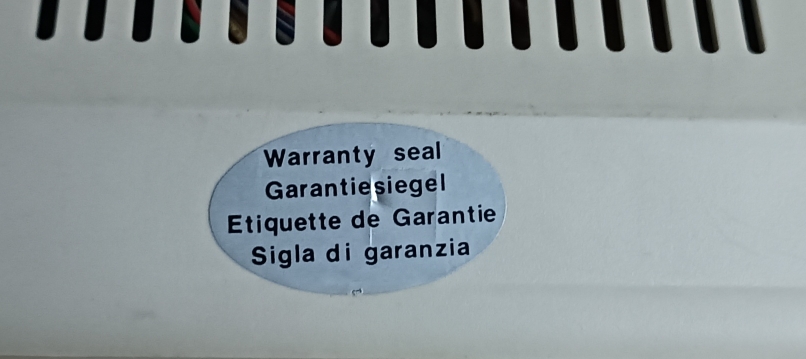 Warranty seal
Garantiesiegel
Etiquette de Garantie
Sigla di garanzia